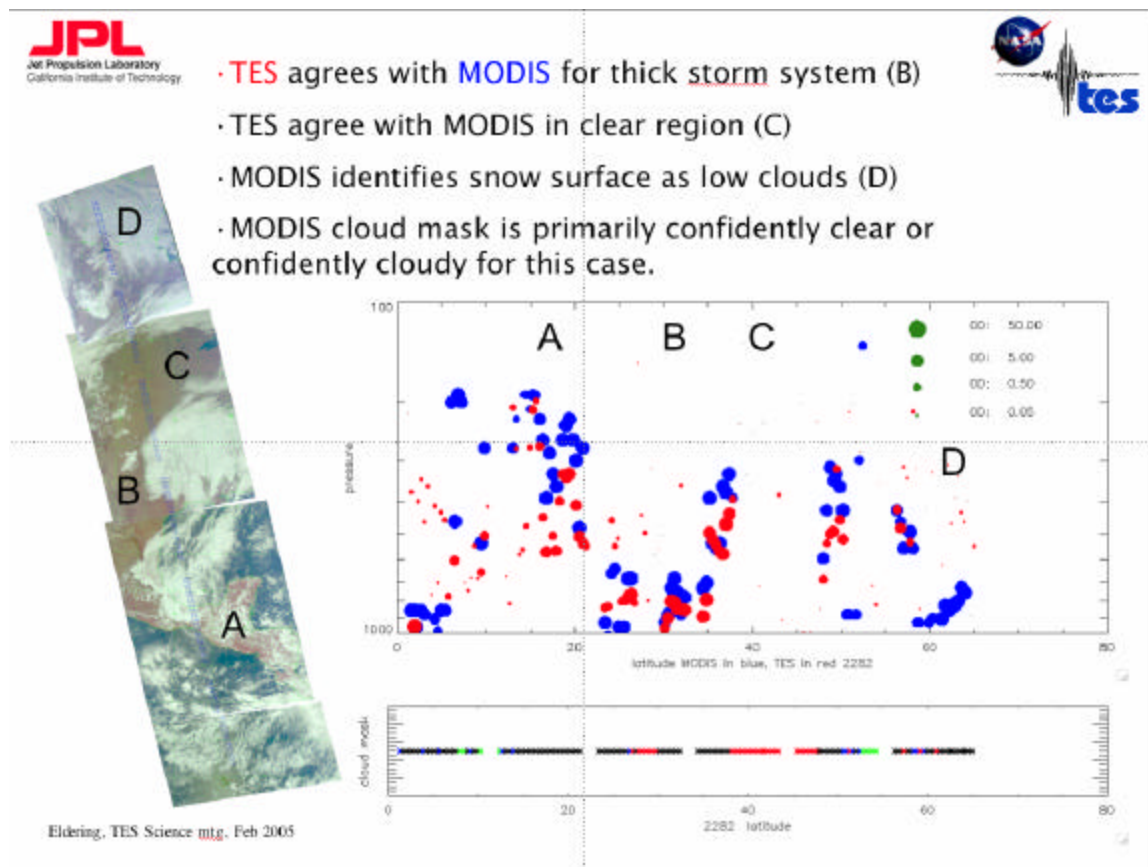 JPL
Jet Propulsion Laboratory
California Institute of Technology
NASA
tes
·TES agrees with MODIS for thick storm system (B)
·TES agree with MODIS in clear region (C)
·MODIS identifies snow surface as low clouds (D)
·MODIS cloud mask is primarily confidently clear or
confidently cloudy for this case.
D
C
B
A
A B C
D
OD: 50.00
OD: 5.00
OD: 0.50
OD: 0.05
100
pressure
1000
0 20 40 60 80
latitude MODIS in blue, TES in red 2282
cloud mask
0 20 40 60 80
2282 latitude
Eldering, TES Science mtg, Feb 2005